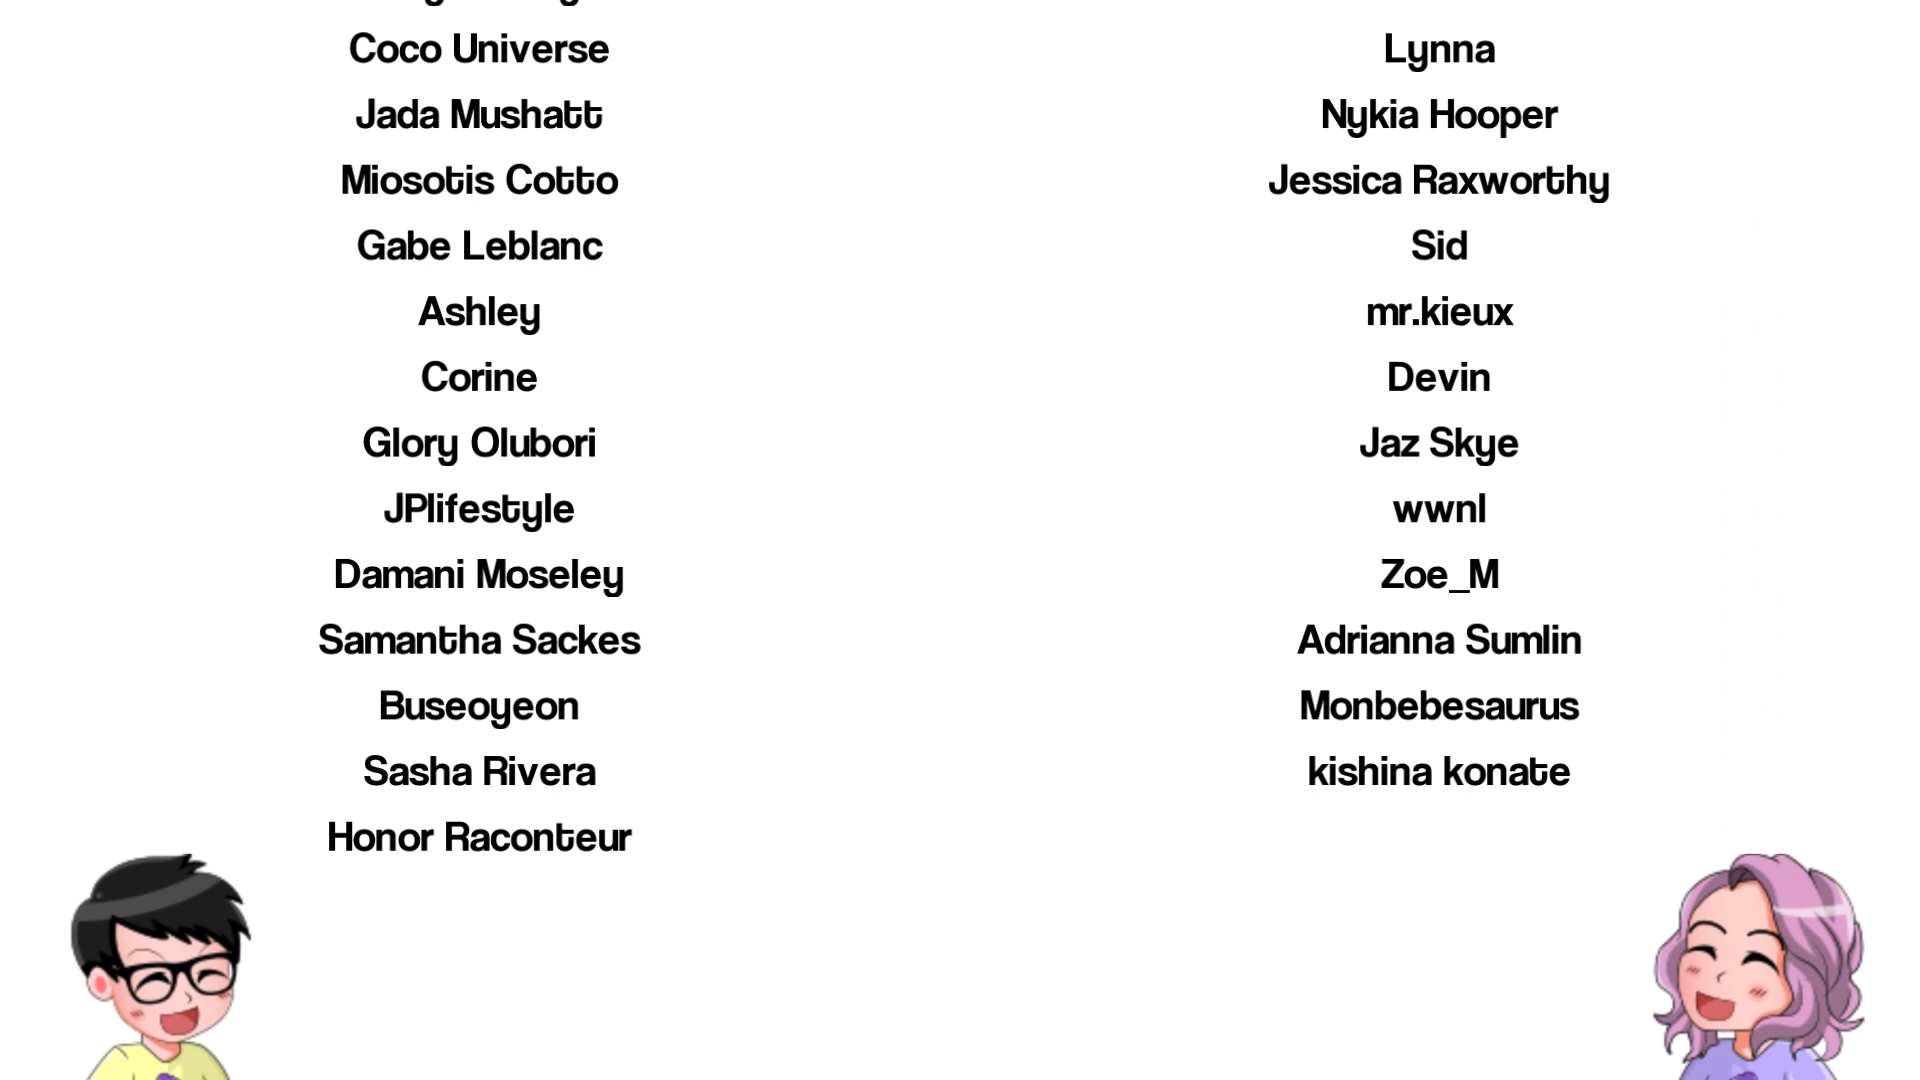 Coco Universe
Jada Mushatt
Miosotis Cotto
Gabe Leblanc
Ashley
Corine
Glory Olubori
JPlifestyle
Damani Moseley
Samantha Sackes
Buseoyeon
Sasha Rivera
Honor Raconteur
Lynna
Nykia Hooper
Jessica Raxworthy
Sid
mr.kieux
Devin
Jaz Skye
wwnl
Zoe_M
Adrianna Sumlin
Monbebesaurus
kishina konate